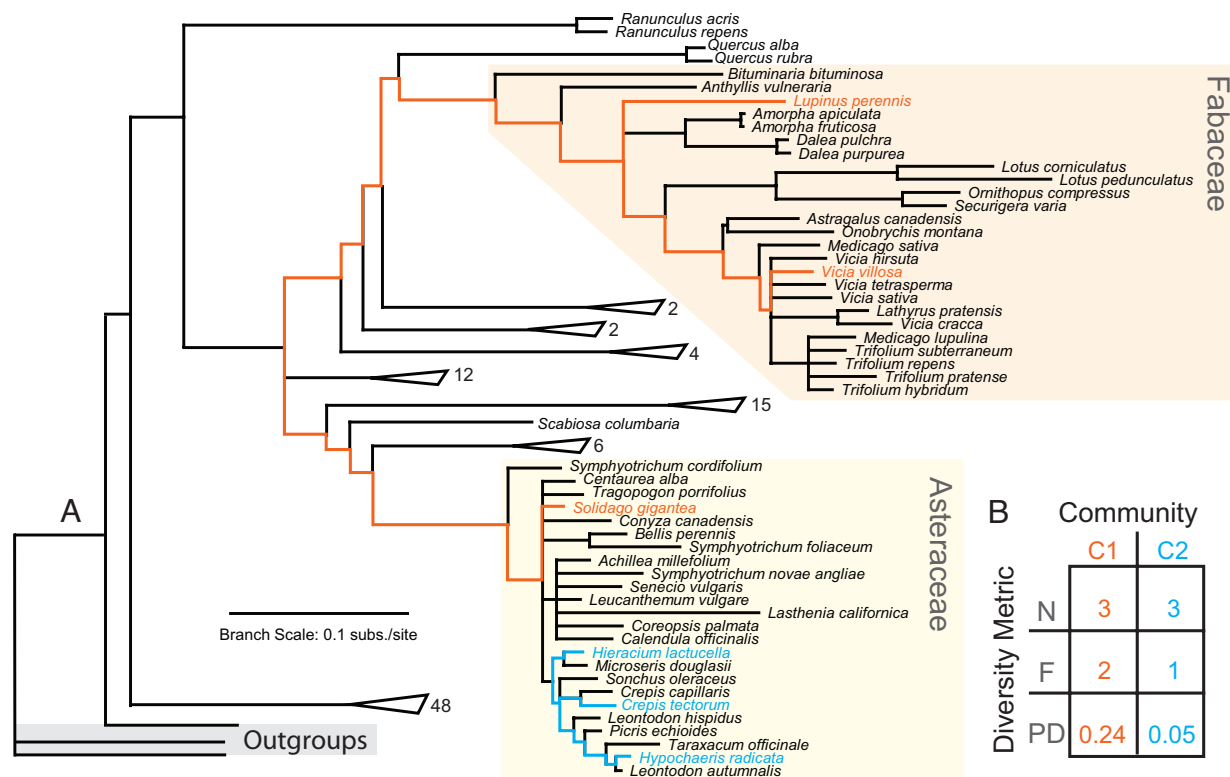 Ranunculus acris
Ranunculus repens
Quercus alba
Quercus rubra
Bituminaria bituminosa
Anthyllis vulneraria
Lupinus perennis
Amorpha apiculata
Amorpha fruticosa
Dalea pulchra
Dalea purpurea
Lotus corniculatus
Lotus pedunculatus
Ornithopus compressus
Securigera varia
Astragalus canadensis
Onobrychis montana
Medicago sativa
Vicia hirsuta
Vicia villosa
Vicia tetrasperma
Vicia sativa
Lathyrus pratensis
Vicia cracca
Medicago lupulina
Trifolium subterraneum
Trifolium repens
Trifolium pratense
Trifolium hybridum
Fabaceae
2
2
4
12
15
Scabiosa columbaria
6
Symphyotrichum cordifolium
Centaurea alba
Tragopogon porrifolius
Solidago gigantea
Conyza canadensis
Bellis perennis
Symphyotrichum foliaceum
Achillea millefolium
Symphyotrichum novae angliae
Senecio vulgaris
Leucanthemum vulgare
Lasthenia californica
Coreopsis palmata
Calendula officinalis
Hieracium lactucella
Microseris douglasii
Sonchus oleraceus
Crepis capillaris
Crepis tectorum
Leontodon hispidus
Picris echioides
Taraxacum officinale
Hypochaeris radicata
Leontodon autumnalis
Asteraceae
A
Branch Scale: 0.1 subs./site
48
Outgroups
B
Community
C1 C2
Diversity Metric
N 3 3
F 2 1
PD 0.24 0.05